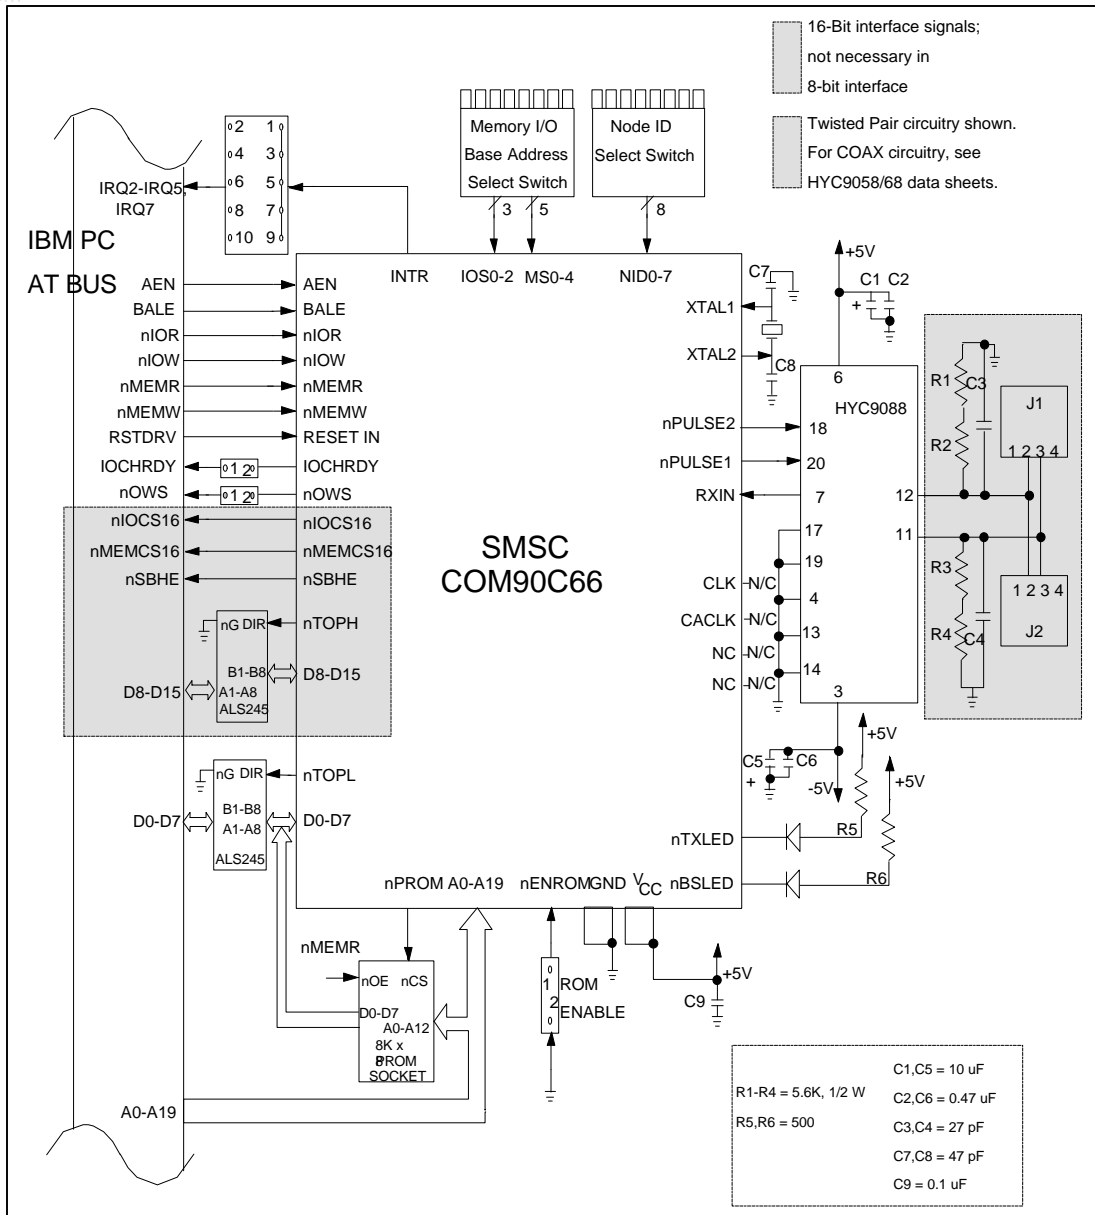 16-Bit interface signals;
not necessary in
8-bit interface
Twisted Pair circuitry shown.
For COAX circuitry, see
HYC9058/68 data sheets.
2 1
4 3
6 5
8 7
10 9
IRQ2-IRQ5,
IRQ7
IBM PC
AT BUS
Memory I/O
Base Address
Select Switch
3 5
Node ID
Select Switch
8
INTR IOS0-2 MS0-4 NID0-7
AEN AEN
BALE BALE
nIOR nIOR
nIOW nIOW
nMEMR nMEMR
nMEMW nMEMW
RSTDRV RESET IN
IOCHRDY 1 2 IOCHRDY
nOWS 1 2 nOWS
nIOCS16 nIOCS16
nMEMCS16 nMEMCS16
nSBHE nSBHE
nG DIR nTOPH
B1-B8 D8-D15
D8-D15 A1-A8
ALS245
nG DIR nTOPL
B1-B8
D0-D7 A1-A8 D0-D7
ALS245
SMSC
COM90C66
C7
XTAL1
XTAL2
C8
nPULSE2
nPULSE1
RXIN
CLK N/C
CACLK N/C
NC N/C
NC N/C
+5V
C1 C2
+
6
HYC9088
18
20
7
17
19
4
13
14
3
12
11
R1
C3
R2
J1
1 2 3 4
R3
R4 C4
1 2 3 4
J2
C5 C6
+
-5V
+5V
+5V
nTXLED R5
nBSLED R6
nPROM A0-A19 nENROM GND VCC
nMEMR
nOE nCS
D0-D7
A0-A12
8K x
8 PROM
SOCKET
1 ROM
2 ENABLE
+5V
C9
A0-A19
R1-R4 = 5.6K, 1/2 W
R5,R6 = 500
C1,C5 = 10 uF
C2,C6 = 0.47 uF
C3,C4 = 27 pF
C7,C8 = 47 pF
C9 = 0.1 uF